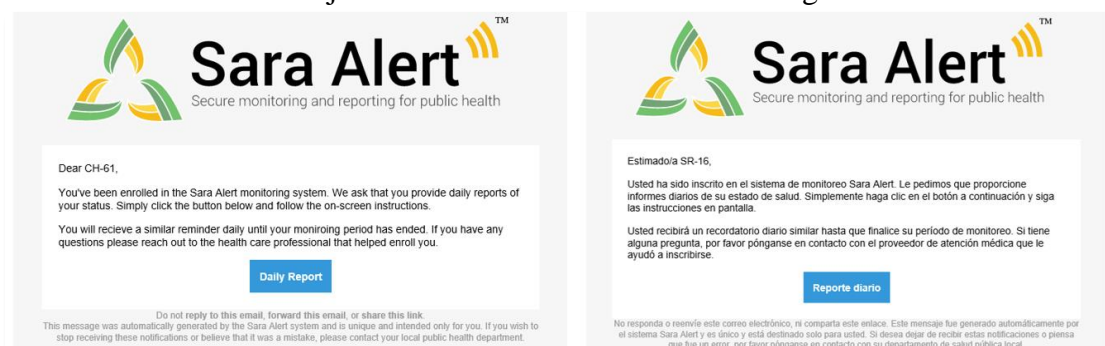 Sara Alert TM
Secure monitoring and reporting for public health
Dear CH-61,
You've been enrolled in the Sara Alert monitoring system. We ask that you provide daily reports of
your status. Simply click the button below and follow the on-screen instructions.
You will recieve a similar reminder daily until your moniroing period has ended. If you have any
questions please reach out to the health care professional that helped enroll you.
Daily Report
Do not reply to this email, forward this email, or share this link.
This message was automatically generated by the Sara Alert system and is unique and intended only for you. If you wish to
stop receiving these notifications or believe that it was a mistake, please contact your local public health department.
Sara Alert TM
Secure monitoring and reporting for public health
Estimado/a SR-16,
Usted ha sido inscrito en el sistema de monitoreo Sara Alert. Le pedimos que proporcione
informes diarios de su estado de salud. Simplemente haga clic en el botón a continuación y siga
las instrucciones en pantalla.
Usted recibirá un recordatorio diario similar hasta que finalice su período de monitoreo. Si tiene
alguna pregunta, por favor pónganse en contacto con el proveedor de atención médica que le
ayudó a inscribirse.
Reporte diario
No responda o reenvíe este correo electrónico, ni comparta este enlace. Este mensaje fue generado automáticamente por
el sistema Sara Alert y es único y está destinado solo para usted. Si desea dejar de recibir estas notificaciones o piensa
que fue un error, por favor pónganse en contacto con su departamento de salud pública local.